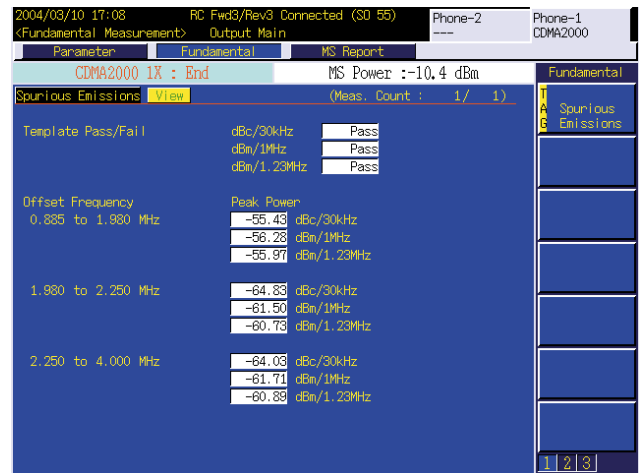 2004/03/10 17:08 RC Fwd3/Rev3 Connected (SO 55) Phone-2 Phone-1
<Fundamental Measurement> Output Main --- CDMA2000
Parameter Fundamental MS Report
CDMA2000 1X : End MS Power :-10.4 dBm Fundamental
Spurious Emissions View (Meas. Count : 1/ 1)
TAG Spurious Emissions
Template Pass/Fail dBc/30kHz Pass
dBm/1MHz Pass
dBm/1.23MHz Pass
Offset Frequency Peak Power
0.885 to 1.980 MHz -55.43 dBc/30kHz
-56.28 dBm/1MHz
-55.97 dBm/1.23MHz
1.980 to 2.250 MHz -64.83 dBc/30kHz
-61.50 dBm/1MHz
-60.73 dBm/1.23MHz
2.250 to 4.000 MHz -64.03 dBc/30kHz
-61.71 dBm/1MHz
-60.89 dBm/1.23MHz
1 2 3